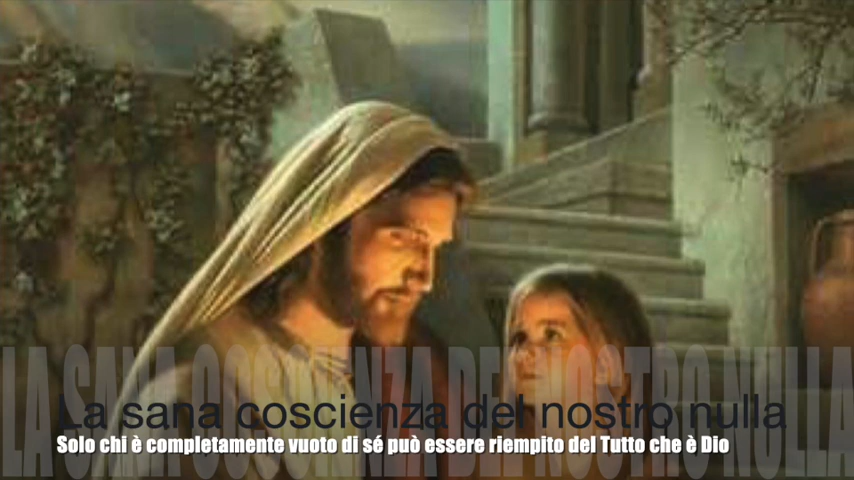 LA SANA COSCIENZA DEL NOSTRO NULLA
La sana coscienza del nostro nulla
Solo chi è completamente vuoto di sé può essere riempito del Tutto che è Dio